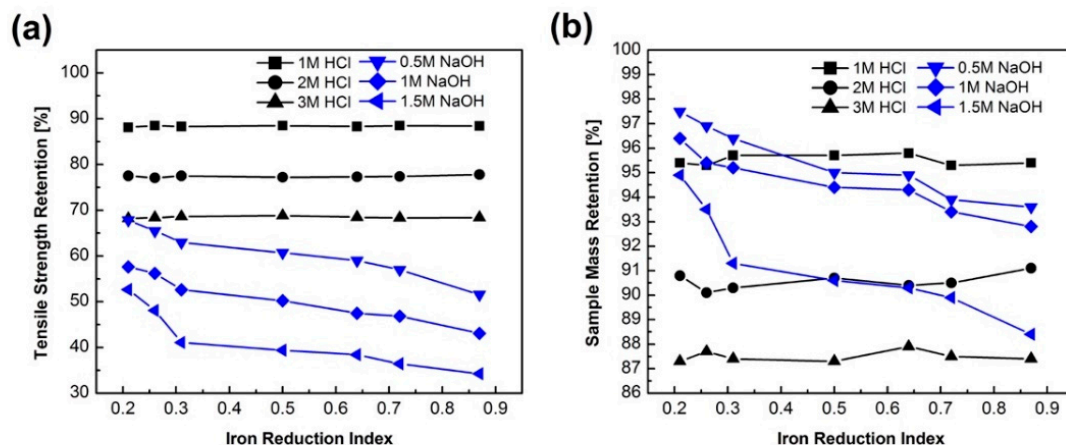 (a)
Tensile Strength Retention [%]
100
90
80
70
60
50
40
30
1M HCl
2M HCl
3M HCl
0.5M NaOH
1M NaOH
1.5M NaOH
0.2 0.3 0.4 0.5 0.6 0.7 0.8 0.9
Iron Reduction Index
(b)
Sample Mass Retention [%]
100
99
98
97
96
95
94
93
92
91
90
89
88
87
86
1M HCl
2M HCl
3M HCl
0.5M NaOH
1M NaOH
1.5M NaOH
0.2 0.3 0.4 0.5 0.6 0.7 0.8 0.9
Iron Reduction Index